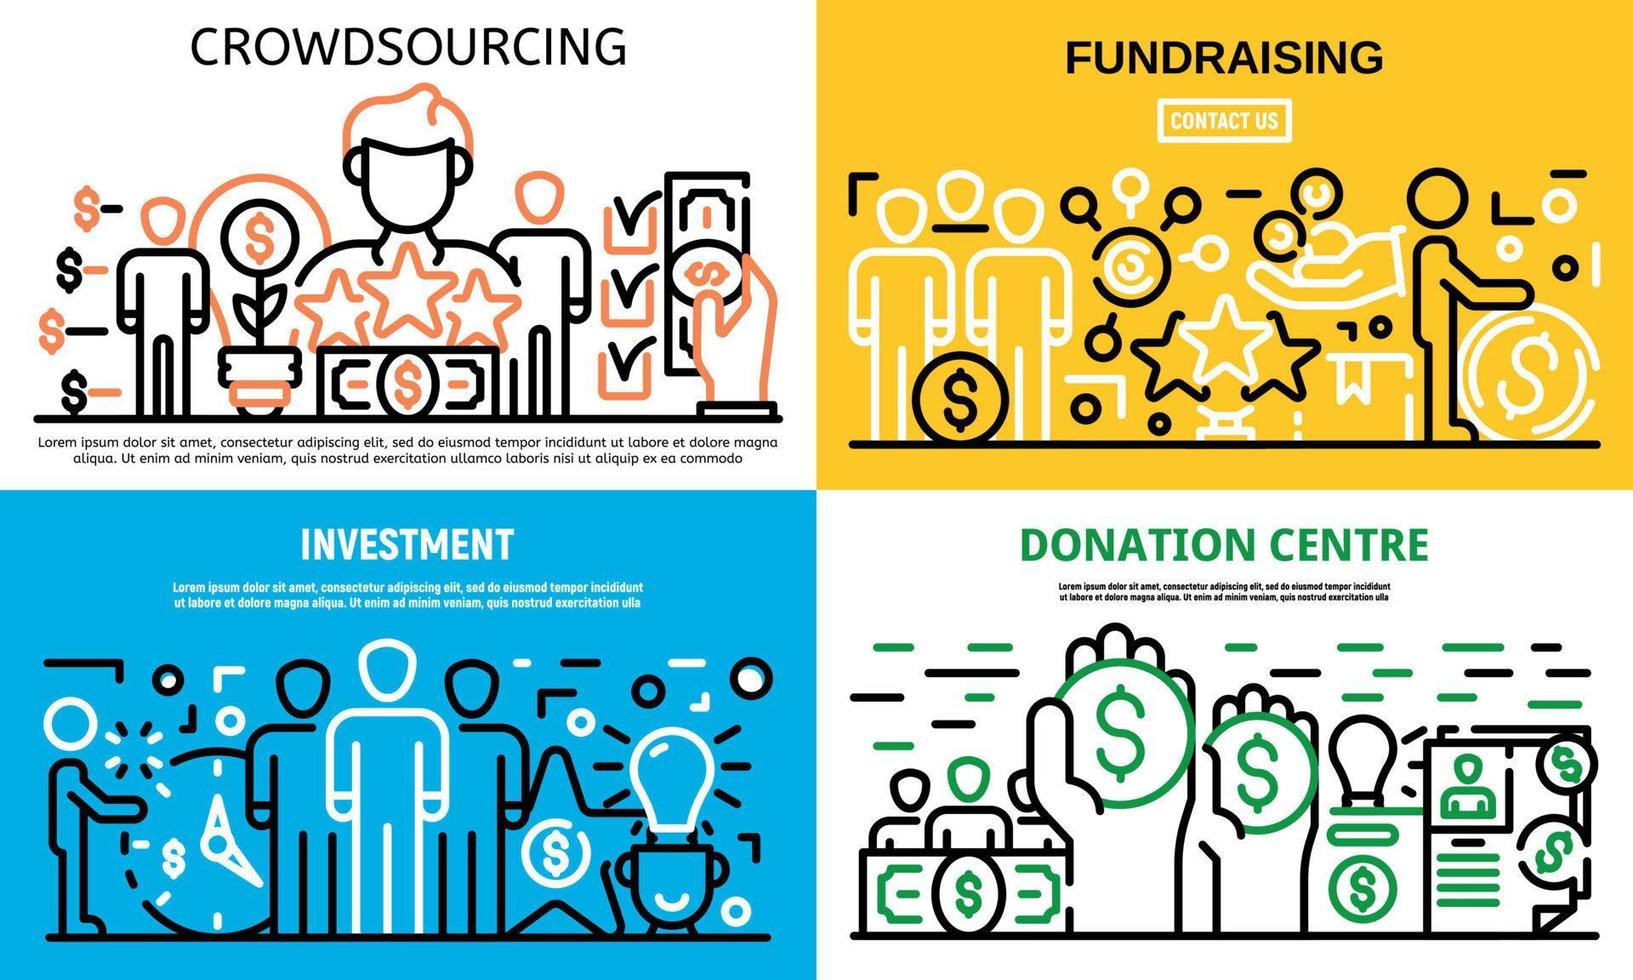 CROWDSOURCING
Lorem ipsum dolor sit amet, consectetur adipiscing elit, sed do eiusmod tempor incididunt ut labore et dolore magna
aliqua. Ut enim ad minim veniam, quis nostrud exercitation ullamco laboris nisi ut aliquip ex ea commodo
FUNDRAISING
CONTACT US
INVESTMENT
Lorem ipsum dolor sit amet, consectetur adipiscing elit, sed do eiusmod tempor incididunt
ut labore et dolore magna aliqua. Ut enim ad minim veniam, quis nostrud exercitation ulla
DONATION CENTRE
Lorem ipsum dolor sit amet, consectetur adipiscing elit, sed do eiusmod tempor incididunt
ut labore et dolore magna aliqua. Ut enim ad minim veniam, quis nostrud exercitation ulla